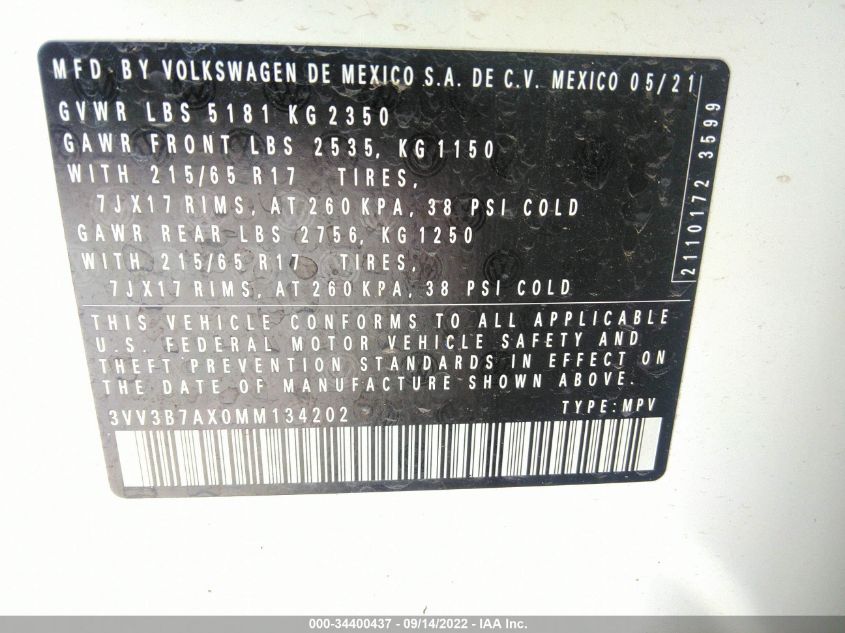 MFD. BY VOLKSWAGEN DE MEXICO S.A. DE C.V. MEXICO 05/21
GVWR LBS 5181 KG 2350
GAWR FRONT LBS 2535, KG 1150
WITH 215/65 R17 TIRES,
7JX17 RIMS, AT 260 KPA, 38 PSI COLD
GAWR REAR LBS 2756, KG 1250
WITH 215/65 R17 TIRES,
7JX17 RIMS, AT 260 KPA, 38 PSI COLD
2110172 3599
THIS VEHICLE CONFORMS TO ALL APPLICABLE
U.S. FEDERAL MOTOR VEHICLE SAFETY AND
THEFT PREVENTION STANDARDS IN EFFECT ON
THE DATE OF MANUFACTURE SHOWN ABOVE.
3VV3B7AX0MM134202 TYPE: MPV
000-34400437 - 09/14/2022 - IAA Inc.